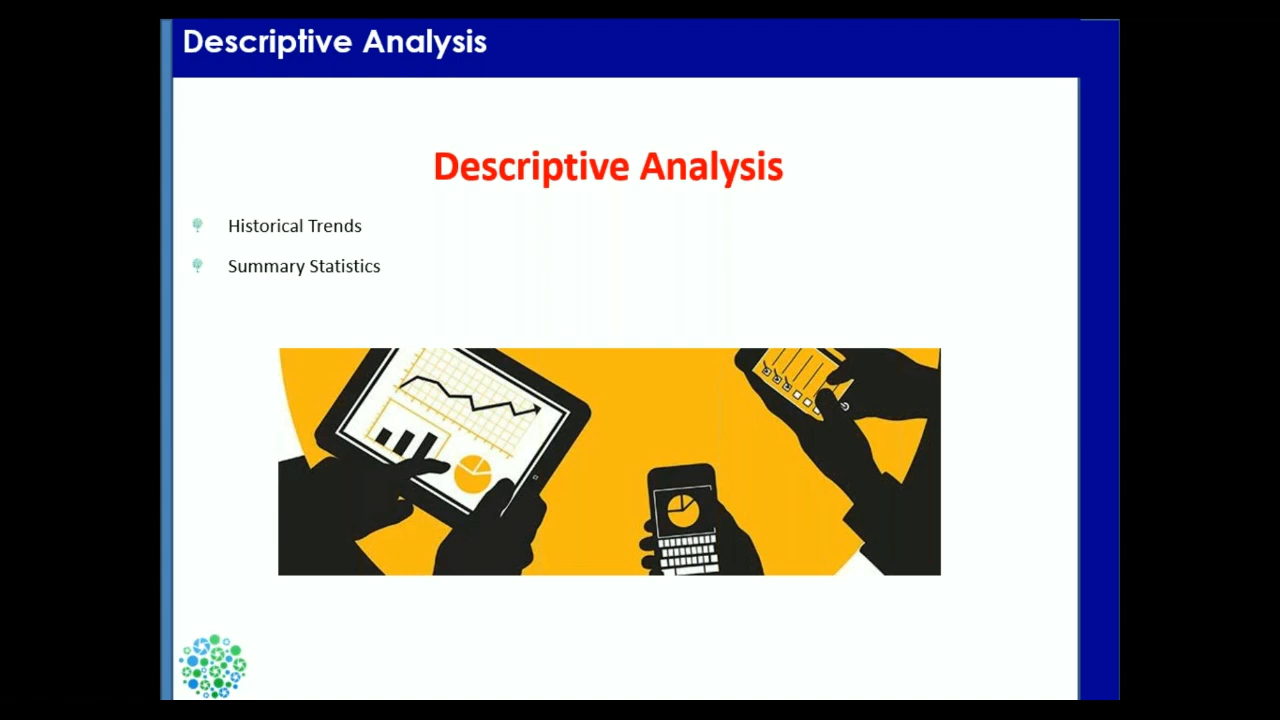 Descriptive Analysis
Descriptive Analysis
Historical Trends
Summary Statistics